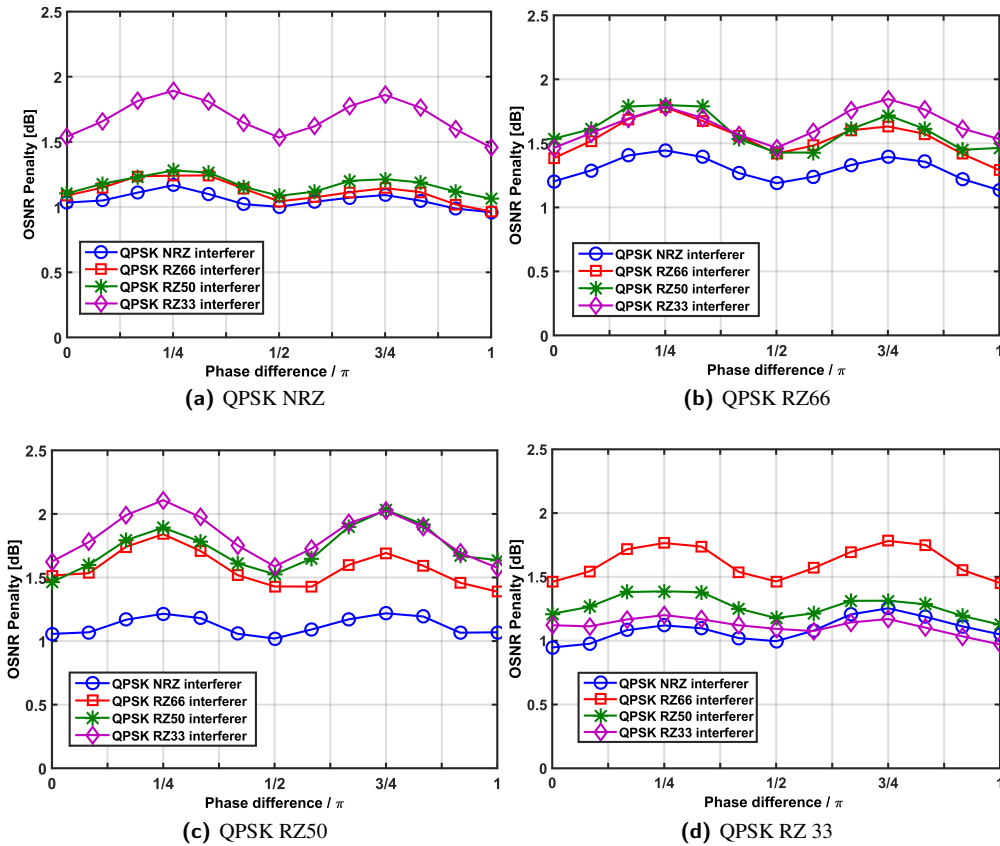 2.5
2
1.5
1
0.5
0
OSNR Penalty [dB]
QPSK NRZ interferer
QPSK RZ66 interferer
QPSK RZ50 interferer
QPSK RZ33 interferer
0 1/4 1/2 3/4 1
Phase difference / π
(a) QPSK NRZ
2.5
2
1.5
1
0.5
0
OSNR Penalty [dB]
QPSK NRZ interferer
QPSK RZ66 interferer
QPSK RZ50 interferer
QPSK RZ33 interferer
0 1/4 1/2 3/4 1
Phase difference / π
(b) QPSK RZ66
2.5
2
1.5
1
0.5
0
OSNR Penalty [dB]
QPSK NRZ interferer
QPSK RZ66 interferer
QPSK RZ50 interferer
QPSK RZ33 interferer
0 1/4 1/2 3/4 1
Phase difference / π
(c) QPSK RZ50
2.5
2
1.5
1
0.5
0
OSNR Penalty [dB]
QPSK NRZ interferer
QPSK RZ66 interferer
QPSK RZ50 interferer
QPSK RZ33 interferer
0 1/4 1/2 3/4 1
Phase difference / π
(d) QPSK RZ 33